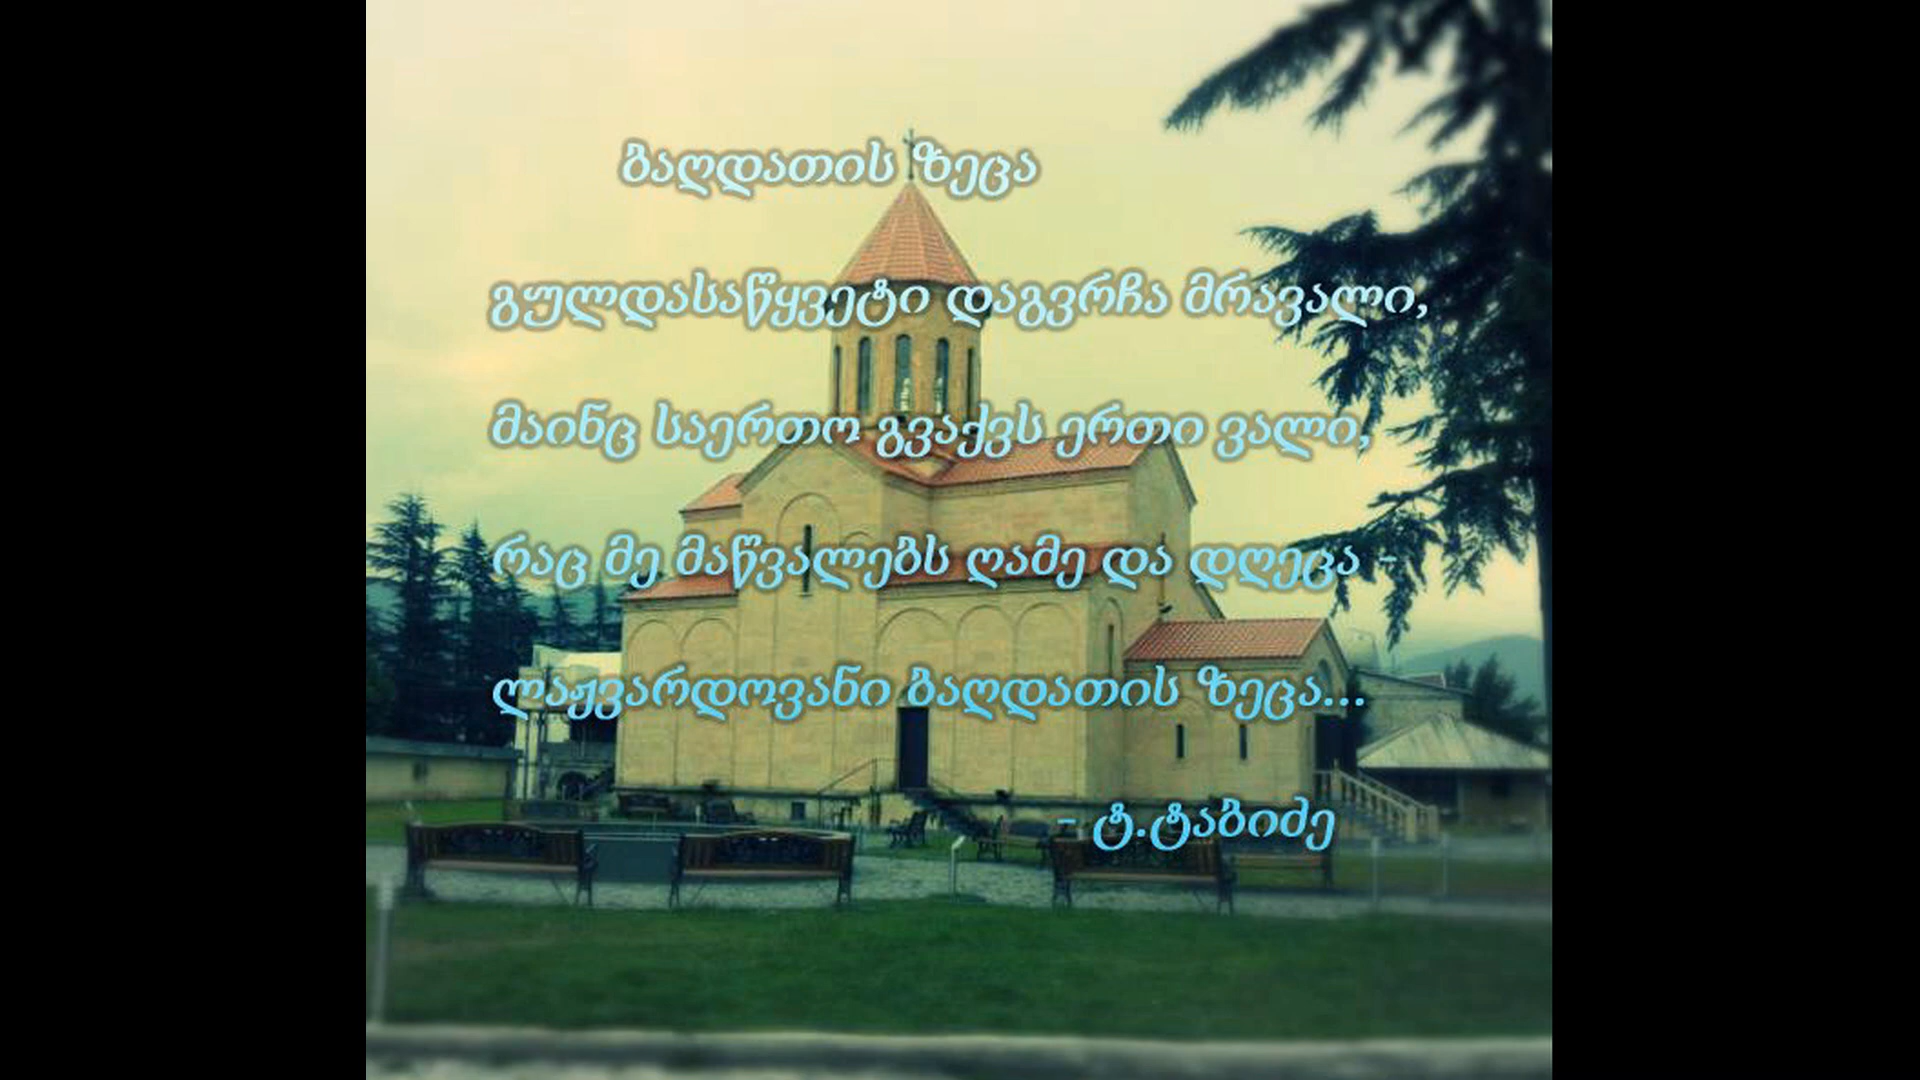 ბაღდათის ზეცა
გულდასაწყვეტი დაგვრჩა მრავალი,
მაინც საერთო გვაქვს ერთი ვალი,
რაც მე მაწვალებს ღამე და დღეცა -
ლაჟვარდოვანი ბაღდათის ზეცა...
- ტ.ტაბიძე